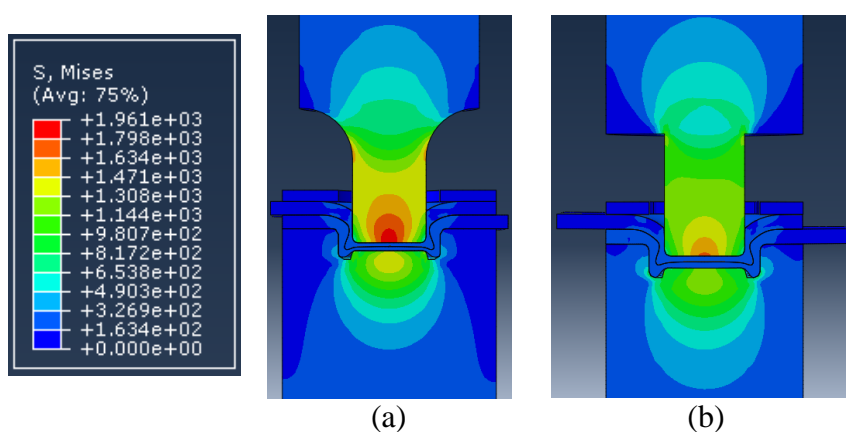 S, Mises
(Avg: 75%)
+1.961e+03
+1.798e+03
+1.634e+03
+1.471e+03
+1.308e+03
+1.144e+03
+9.807e+02
+8.172e+02
+6.538e+02
+4.903e+02
+3.269e+02
+1.634e+02
+0.000e+00
(a)
(b)